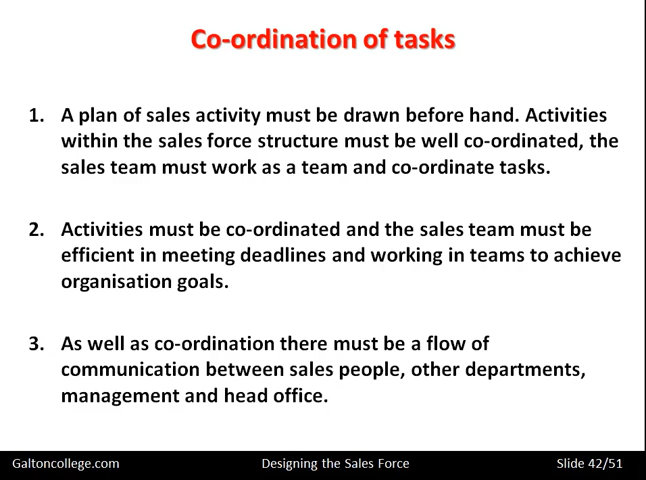 Co-ordination of tasks
1. A plan of sales activity must be drawn before hand. Activities
within the sales force structure must be well co-ordinated, the
sales team must work as a team and co-ordinate tasks.
2. Activities must be co-ordinated and the sales team must be
efficient in meeting deadlines and working in teams to achieve
organisation goals.
3. As well as co-ordination there must be a flow of
communication between sales people, other departments,
management and head office.
Galtoncollege.com Designing the Sales Force Slide 42/51